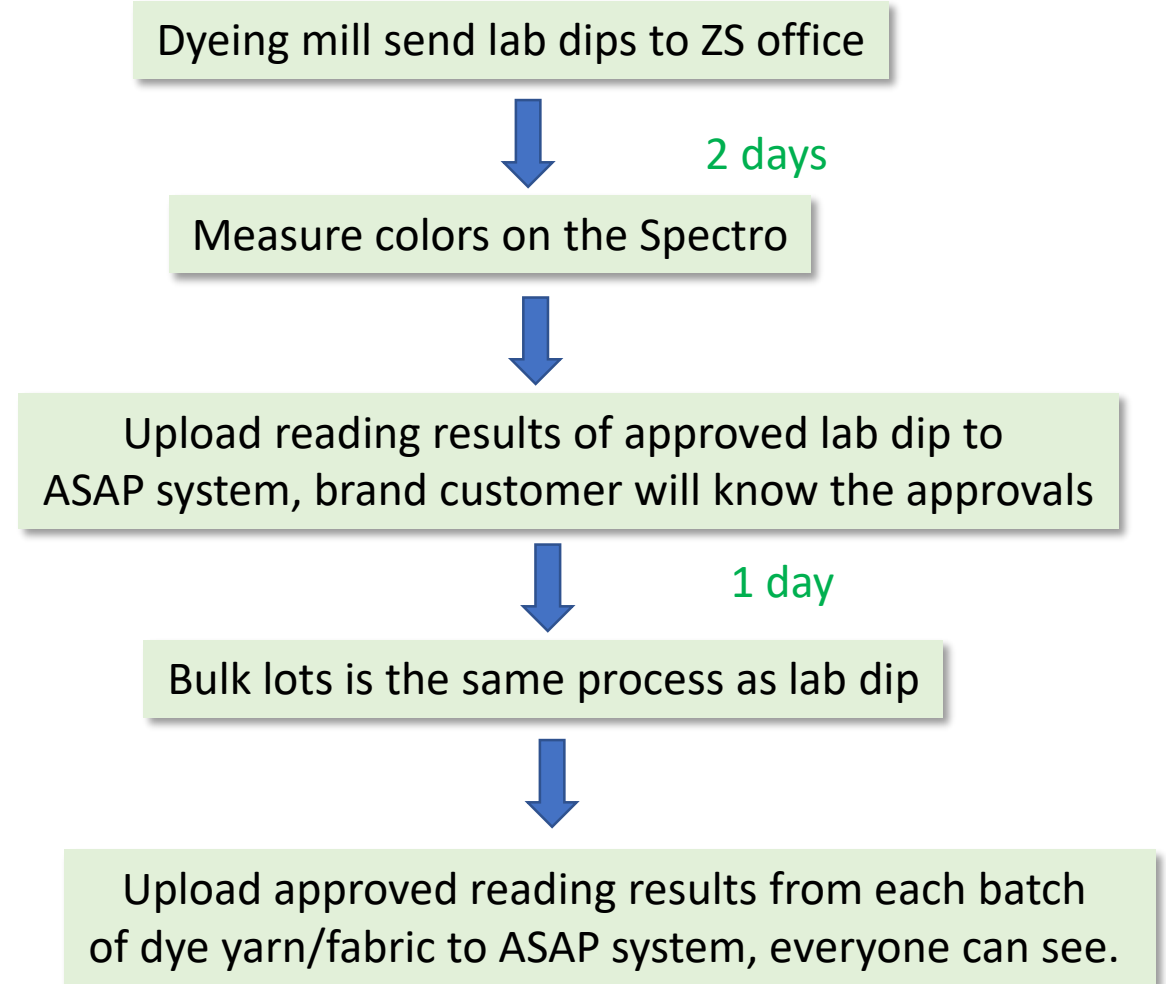 Dyeing mill send lab dips to ZS office
2 days
Measure colors on the Spectro
Upload reading results of approved lab dip to
ASAP system, brand customer will know the approvals
1 day
Bulk lots is the same process as lab dip
Upload approved reading results from each batch
of dye yarn/fabric to ASAP system, everyone can see.